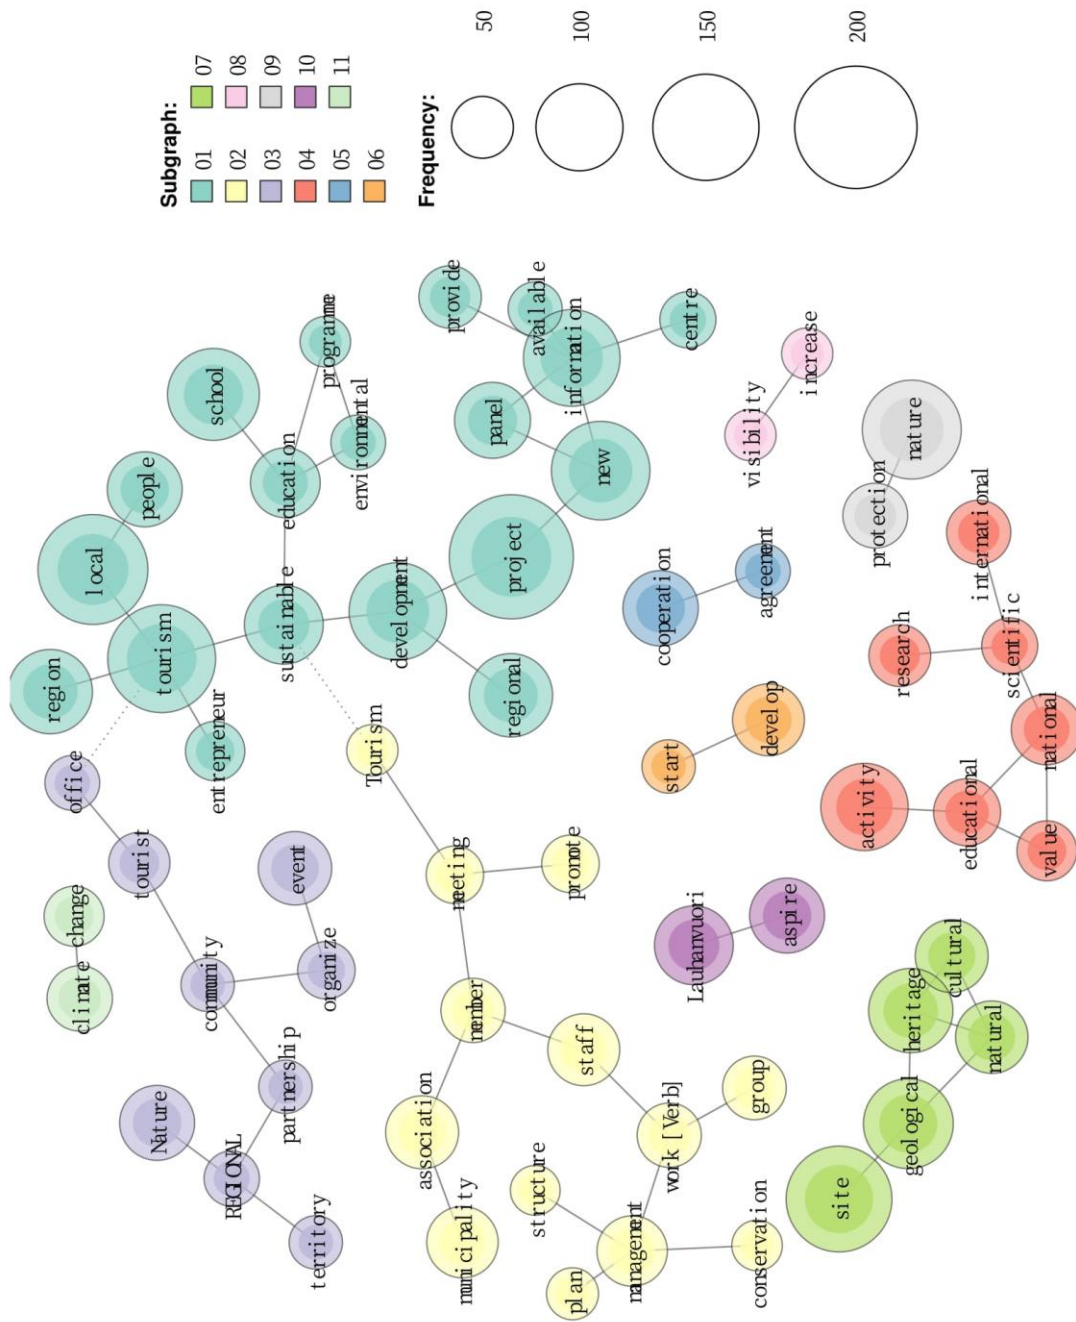 Subgraph:
01
02
03
04
05
06
07
08
09
10
11
Frequency:
50
100
150
200
region
local
people
tourism
entrepreneur
school
education
programme
environmental
sustainable
development
regional
project
new
panel
information
provide
available
centre
office
tourist
community
organize
event
partnership
REGIONAL
Nature
territory
climate
change
Tourism
meeting
promote
member
association
municipality
staff
work [Verb]
group
management
structure
plan
conservation
cooperation
agreement
start
develop
visibility
increase
protection
nature
Lauhanvuori
aspire
international
scientific
research
national
educational
activity
value
cultural
heritage
natural
geological
site